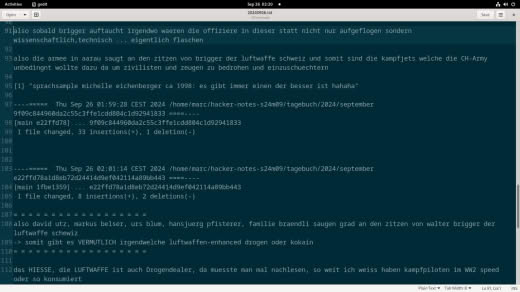 Activities gedit Sep 26 02:20
Open 20240926.txt Save
91 also sobald brigger auftaucht irgendwo waeren die offiziere in dieser statt nicht nur aufgeflogen sondern
wissenschaftlich,technisch ... eigentlich flaschen
92
93 also die armee in aarau saugt an den zitzen von brigger der luftwaffe schweiz und somit sind die kampfjets welche die CH-Army
unbedingnt wollte dazu da um zivilisten und zeugen zu bedrohen und einzuschuechtern
94
95 [1] "sprachsample michelle eichenberger ca 1998: es gibt immer einen der besser ist hahaha"
96
97 ----===== Thu Sep 26 01:59:28 CEST 2024 /home/marc/hacker-notes-s24m09/tagebuch/2024/september
9f09c844960da2c55c3ffe1cdd804c1d92941833 ====----
98 [main e22ffd78] ... 9f09c844960da2c55c3ffe1cdd804c1d92941833
99 1 file changed, 33 insertions(+), 1 deletion(-)
100
101
102
103 ----===== Thu Sep 26 02:01:14 CEST 2024 /home/marc/hacker-notes-s24m09/tagebuch/2024/september
104 [main 1fbe1359] ...
105 1 file changed, 8 insertions(+), 2 deletions(-)
106
107 = = = = = = = = = = = = = = = = = =
108 also david utz, markus belser, urs blum, hansjuerg pfisterer, familie braendli saugen grad an den zitzen von walter brigger der
luftwaffe schweiz
109 -> somit gibt es VERMUTLICH irgendwelche luftwaffen-enhanced drogen oder kokain
110 = = = = = = = = = = = = = = = = = =
111
112 das HIESSE, die LUFTWAFFE ist auch Drogendealer, da muesste man mal nachlesen, so weit ich weiss haben kampfpiloten im WW2 speed
oder so konsumiert
Plain Text Tab Width: 8 Ln 91, Col 1 INS